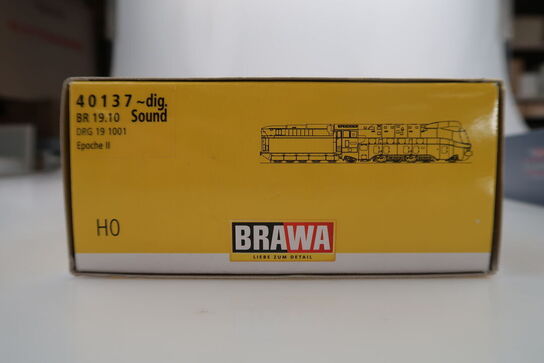 40137 ~dig.
BR 19.10 Sound
DRG 19 1001
Epoche II
H0
BRAWA
LIEBE ZUM DETAIL